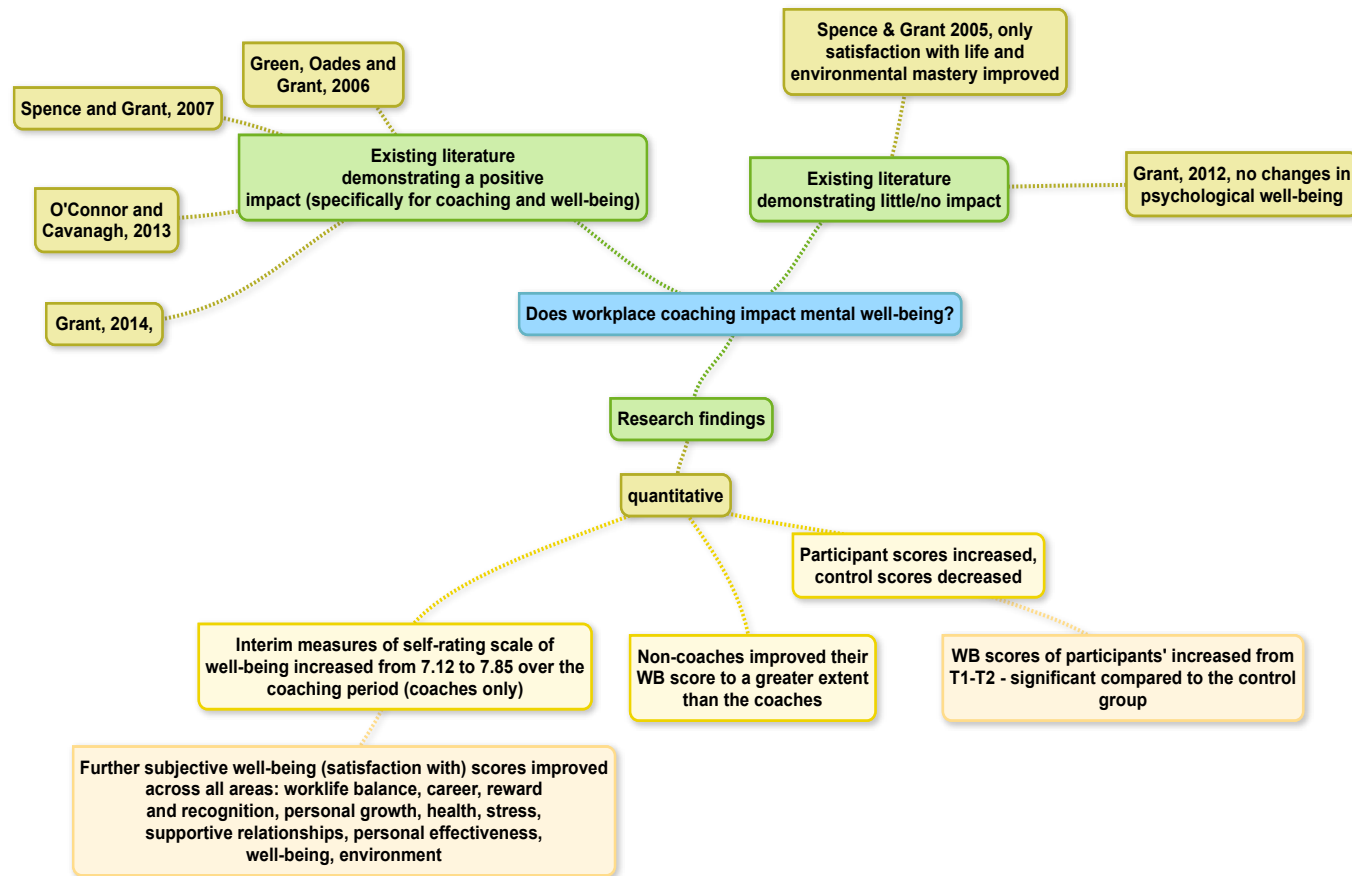 Spence & Grant 2005, only
satisfaction with life and
environmental mastery improved
Green, Oades and
Grant, 2006
Spence and Grant, 2007
Existing literature
demonstrating a positive
impact (specifically for coaching and well-being)
Existing literature
demonstrating little/no impact
Grant, 2012, no changes in
psychological well-being
O'Connor and
Cavanagh, 2013
Grant, 2014,
Does workplace coaching impact mental well-being?
Research findings
quantitative
Participant scores increased,
control scores decreased
Interim measures of self-rating scale of
well-being increased from 7.12 to 7.85 over the
coaching period (coaches only)
Non-coaches improved their
WB score to a greater extent
than the coaches
WB scores of participants' increased from
T1-T2 - significant compared to the control
group
Further subjective well-being (satisfaction with) scores improved
across all areas: worklife balance, career, reward
and recognition, personal growth, health, stress,
supportive relationships, personal effectiveness,
well-being, environment